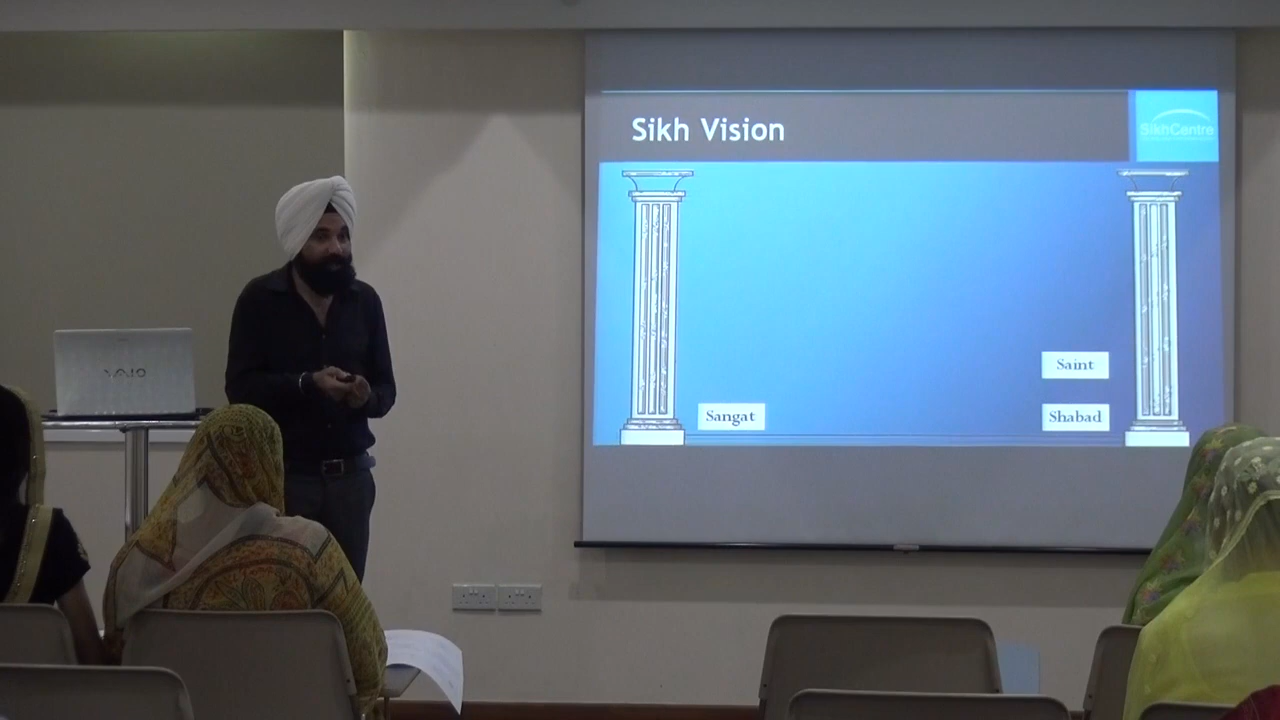 Sikh Vision
SikhCentre
Saint
Sangat
Shabad
VAIO